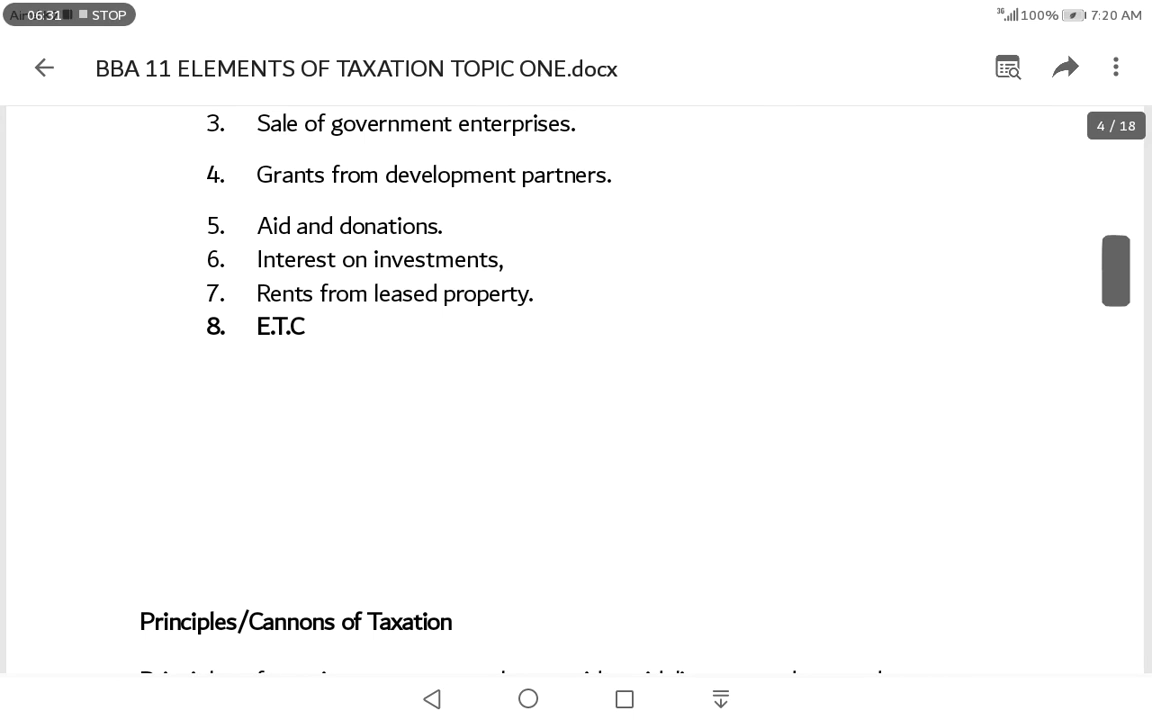 06:31 STOP
3G 100% 7:20 AM
BBA 11 ELEMENTS OF TAXATION TOPIC ONE.docx
4 / 18
3. Sale of government enterprises.
4. Grants from development partners.
5. Aid and donations.
6. Interest on investments,
7. Rents from leased property.
8. E.T.C
Principles/Cannons of Taxation